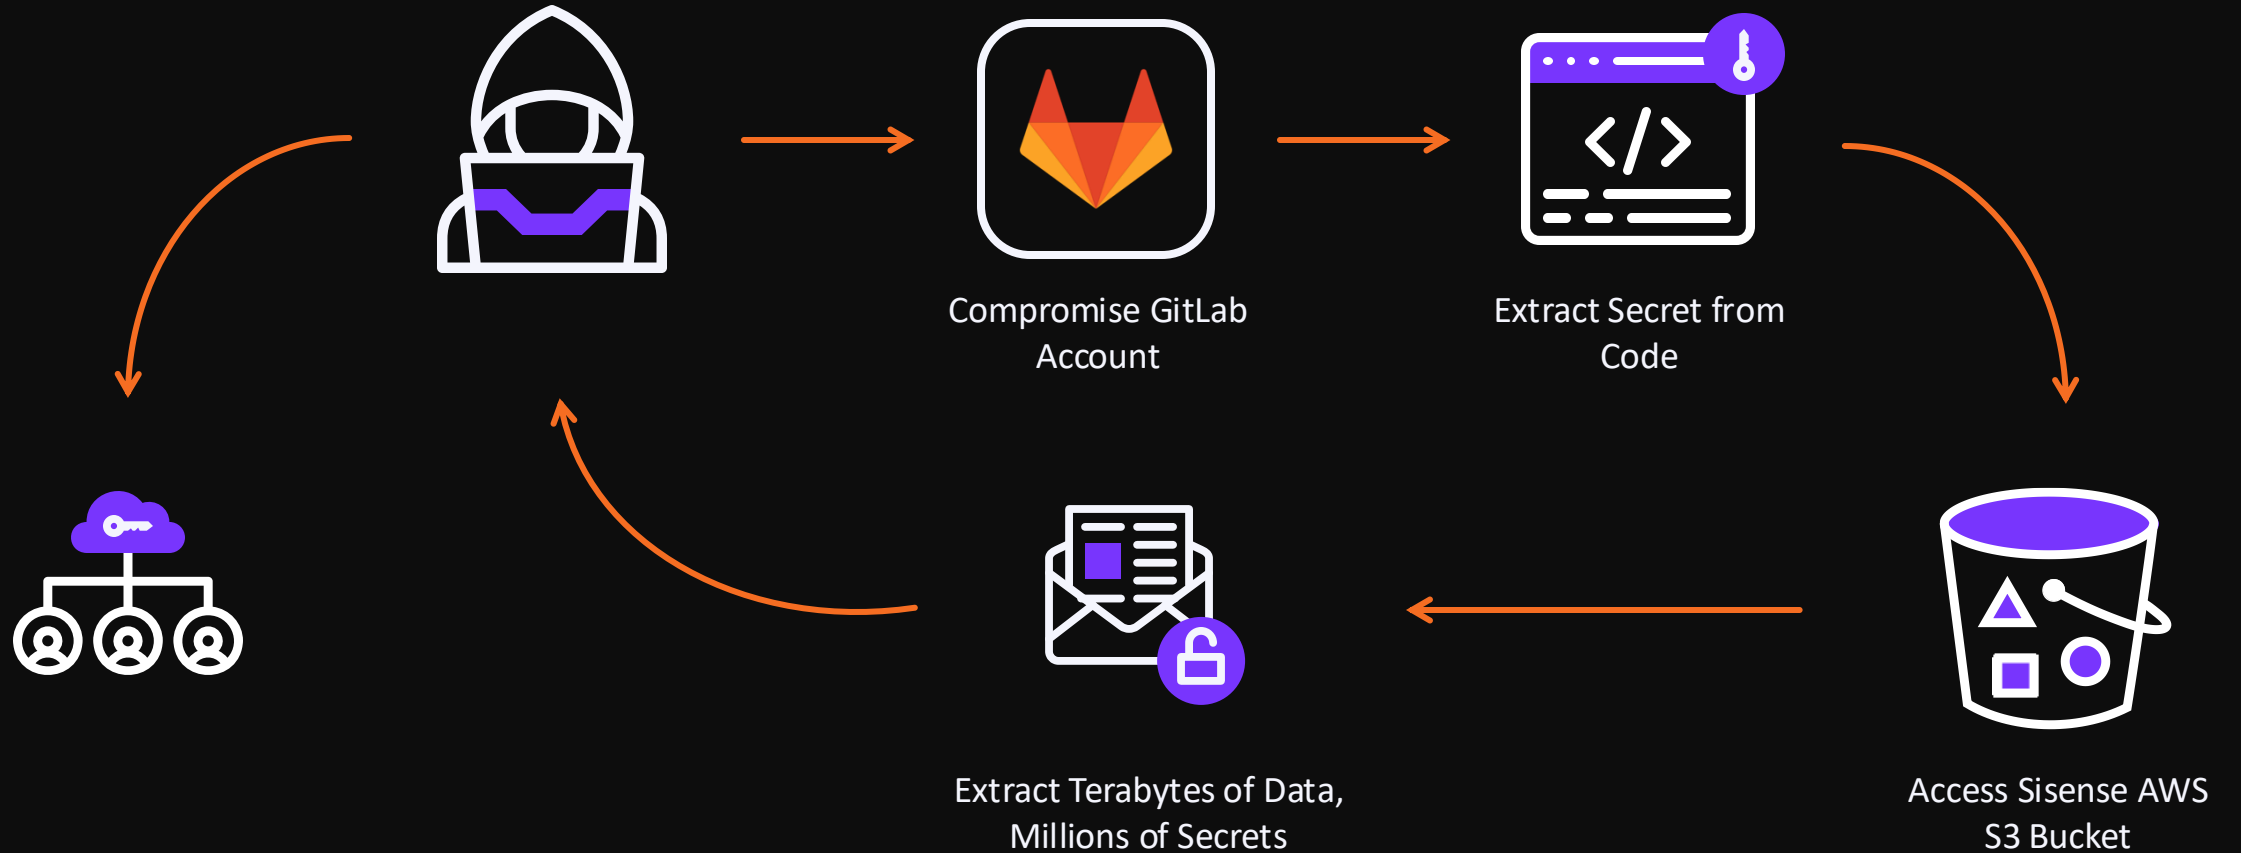 Compromise GitLab
Account
Extract Secret from
Code
Extract Terabytes of Data,
Millions of Secrets
Access Sisense AWS
S3 Bucket